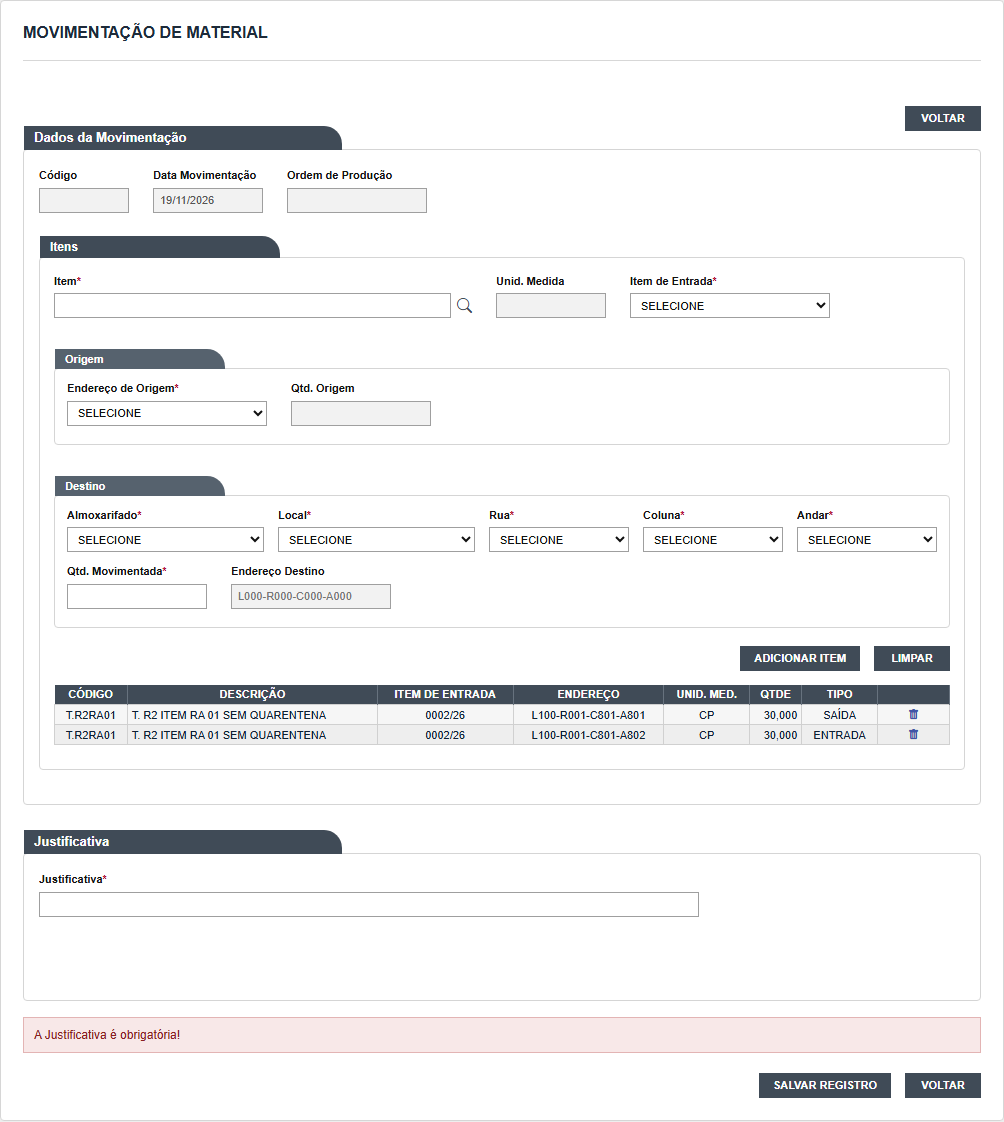 MOVIMENTAÇÃO DE MATERIAL
VOLTAR
Dados da Movimentação
Código Data Movimentação Ordem de Produção
19/11/2026
Itens
Item* Unid. Medida Item de Entrada*
SELECIONE
Origem
Endereço de Origem* Qtd. Origem
SELECIONE
Destino
Almoxarifado* Local* Rua* Coluna* Andar*
SELECIONE SELECIONE SELECIONE SELECIONE SELECIONE
Qtd. Movimentada* Endereço Destino
L000-R000-C000-A000
ADICIONAR ITEM LIMPAR
CÓDIGO DESCRIÇÃO ITEM DE ENTRADA ENDEREÇO UNID. MED. QTDE TIPO
T.R2RA01 T. R2 ITEM RA 01 SEM QUARENTENA 0002/26 L100-R001-C801-A801 CP 30,000 SAÍDA
T.R2RA01 T. R2 ITEM RA 01 SEM QUARENTENA 0002/26 L100-R001-C801-A802 CP 30,000 ENTRADA
Justificativa
Justificativa*
A Justificativa é obrigatória!
SALVAR REGISTRO VOLTAR